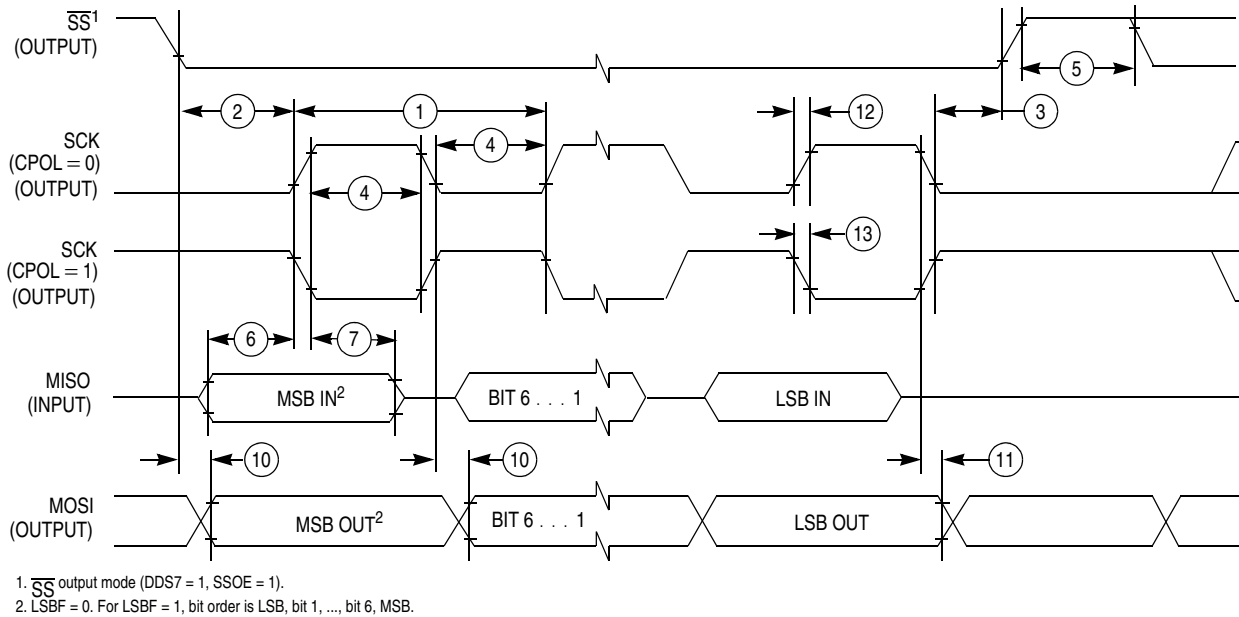 SS1
(OUTPUT)
5
2
1
12
3
SCK
(CPOL = 0)
(OUTPUT)
4
4
SCK
(CPOL = 1)
(OUTPUT)
13
6
7
MISO
(INPUT)
MSB IN2
BIT 6 . . . 1
LSB IN
10
10
11
MOSI
(OUTPUT)
MSB OUT2
BIT 6 . . . 1
LSB OUT
1. SS output mode (DDS7 = 1, SSOE = 1).
2. LSBF = 0. For LSBF = 1, bit order is LSB, bit 1, ..., bit 6, MSB.